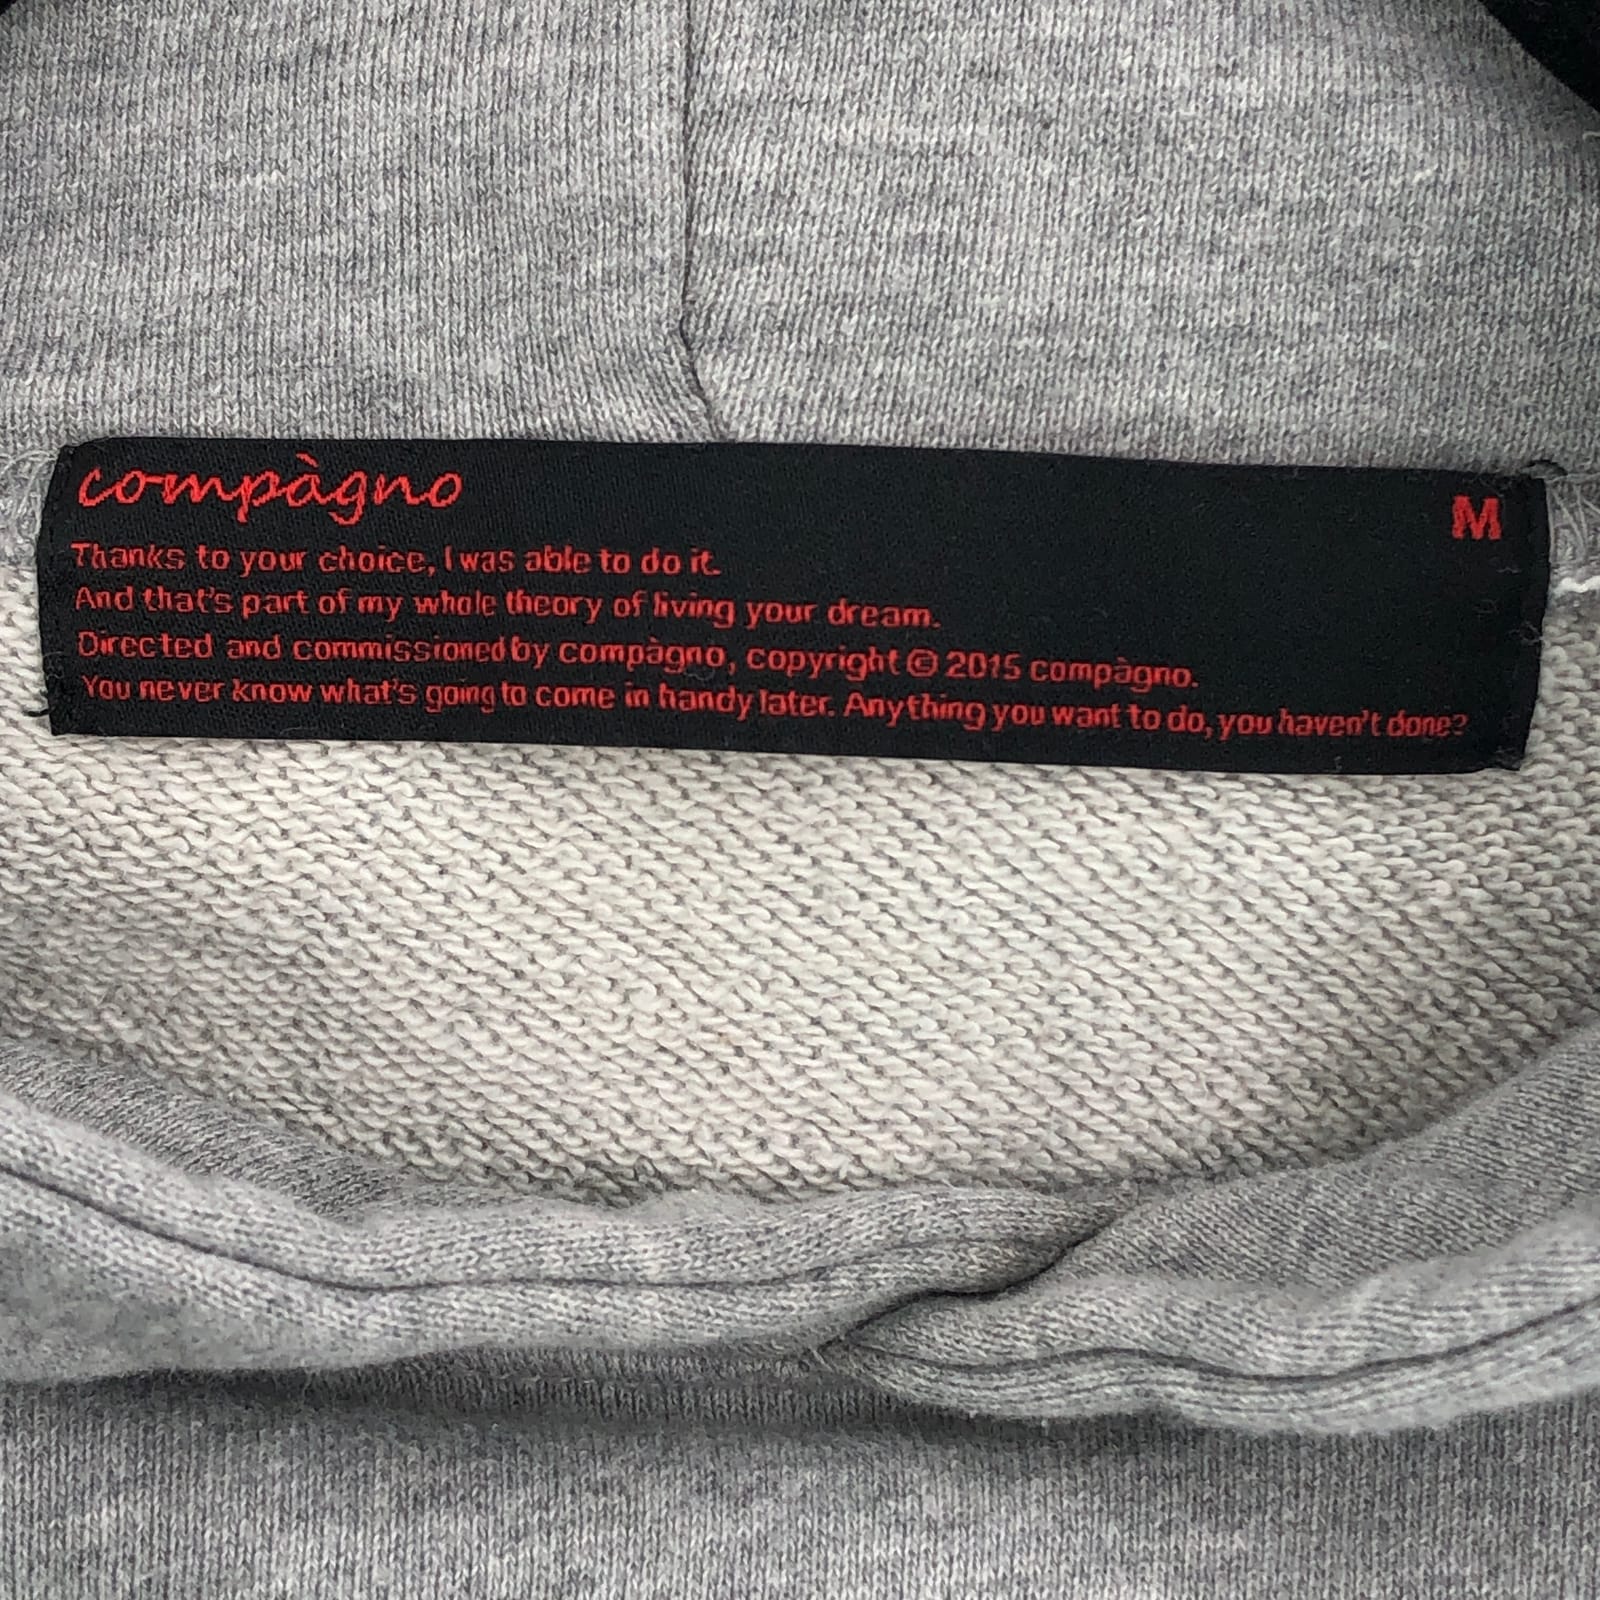 compàgno
M
Thanks to your choice, I was able to do it.
And that's part of my whole theory of living your dream.
Directed and commissioned by compàgno, copyright © 2015 compàgno.
You never know what's going to come in handy later. Anything you want to do, you haven't done?